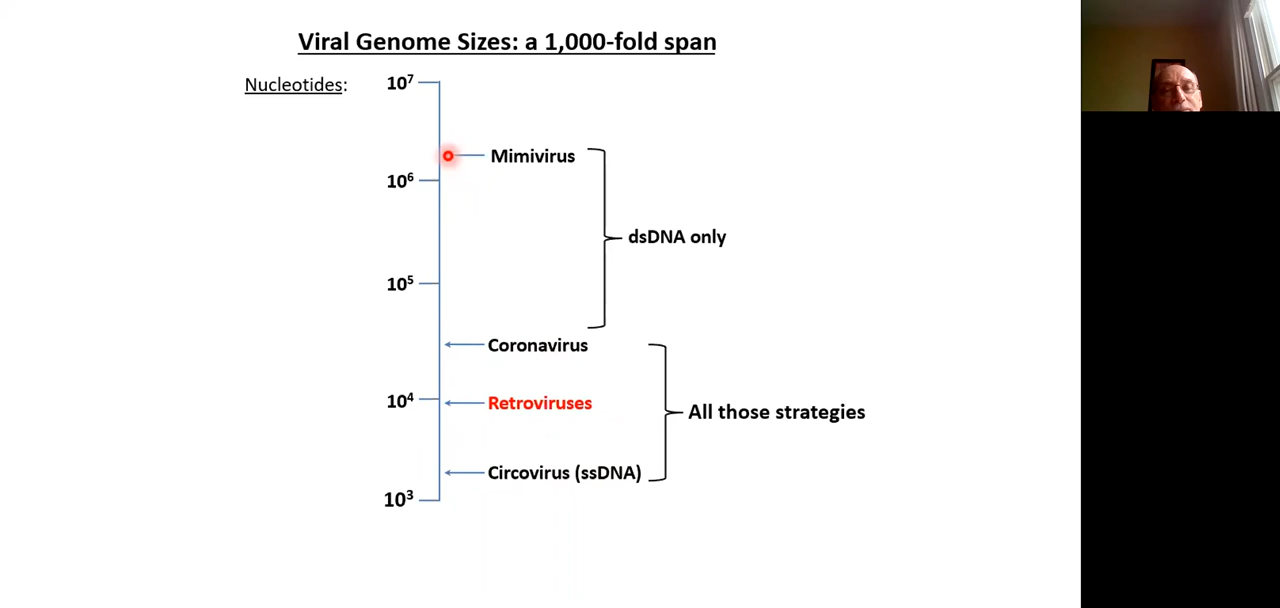 Viral Genome Sizes: a 1,000-fold span
Nucleotides:
10⁷
Mimivirus
10⁶
dsDNA only
10⁵
Coronavirus
10⁴
Retroviruses
All those strategies
Circovirus (ssDNA)
10³